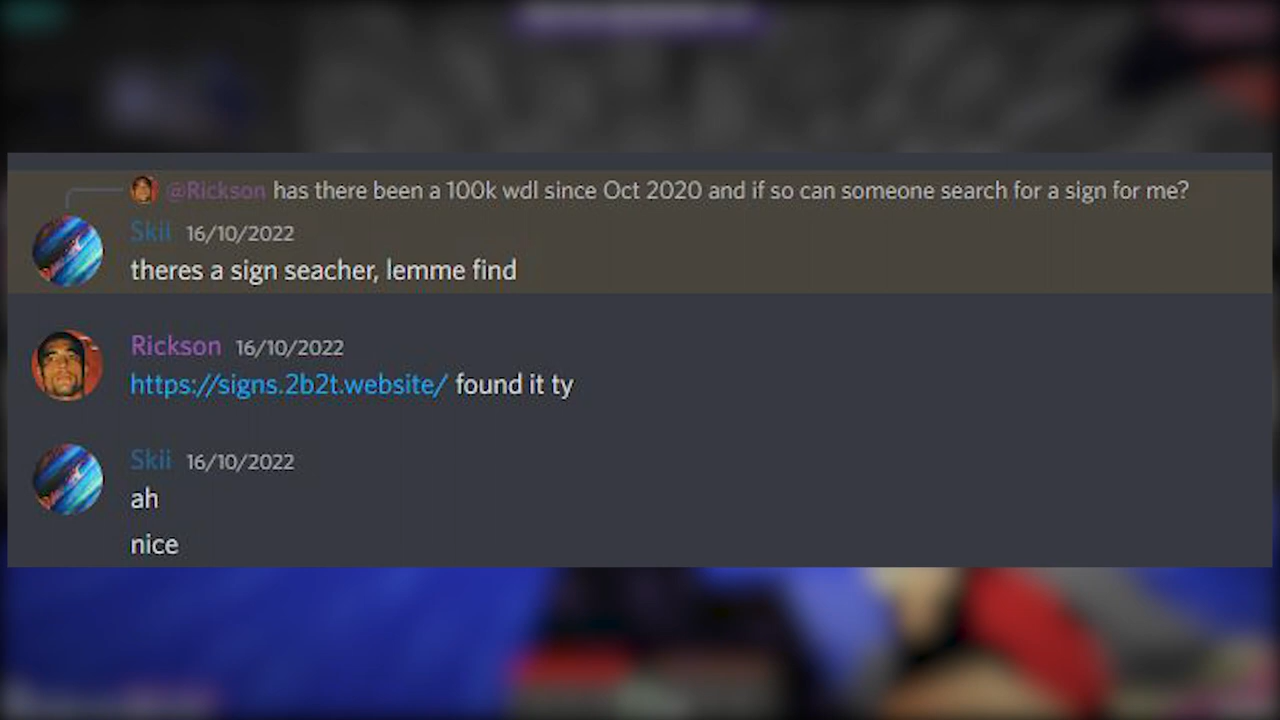 @Rickson has there been a 100k wdl since Oct 2020 and if so can someone search for a sign for me?
Skii 16/10/2022
theres a sign seacher, lemme find
Rickson 16/10/2022
https://signs.2b2t.website/ found it ty
Skii 16/10/2022
ah
nice